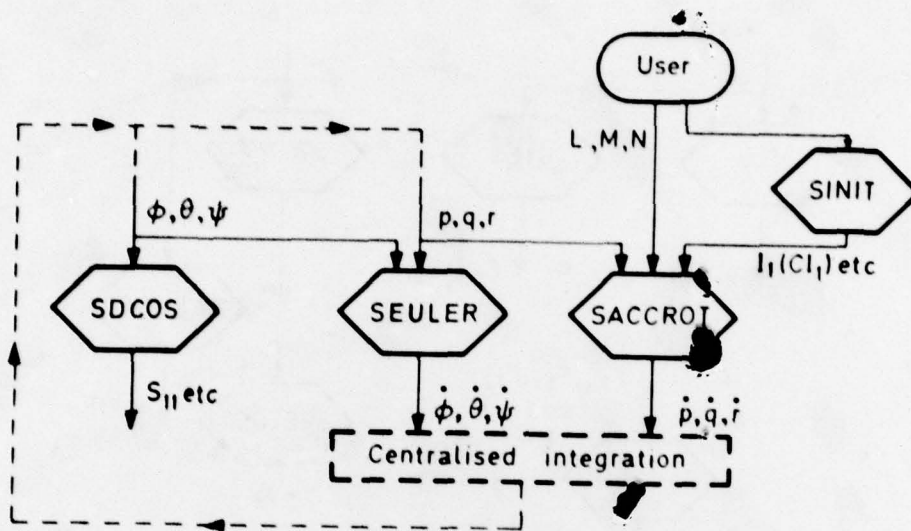 User
L, M, N
SINIT
ϕ, θ, ψ
p, q, r
I₁(CI₁) etc
SDCOS
SEULER
SACCROT
S₁₁ etc
ϕ̇, θ̇, ψ̇
ṗ, q̇, ṙ
Centralised integration